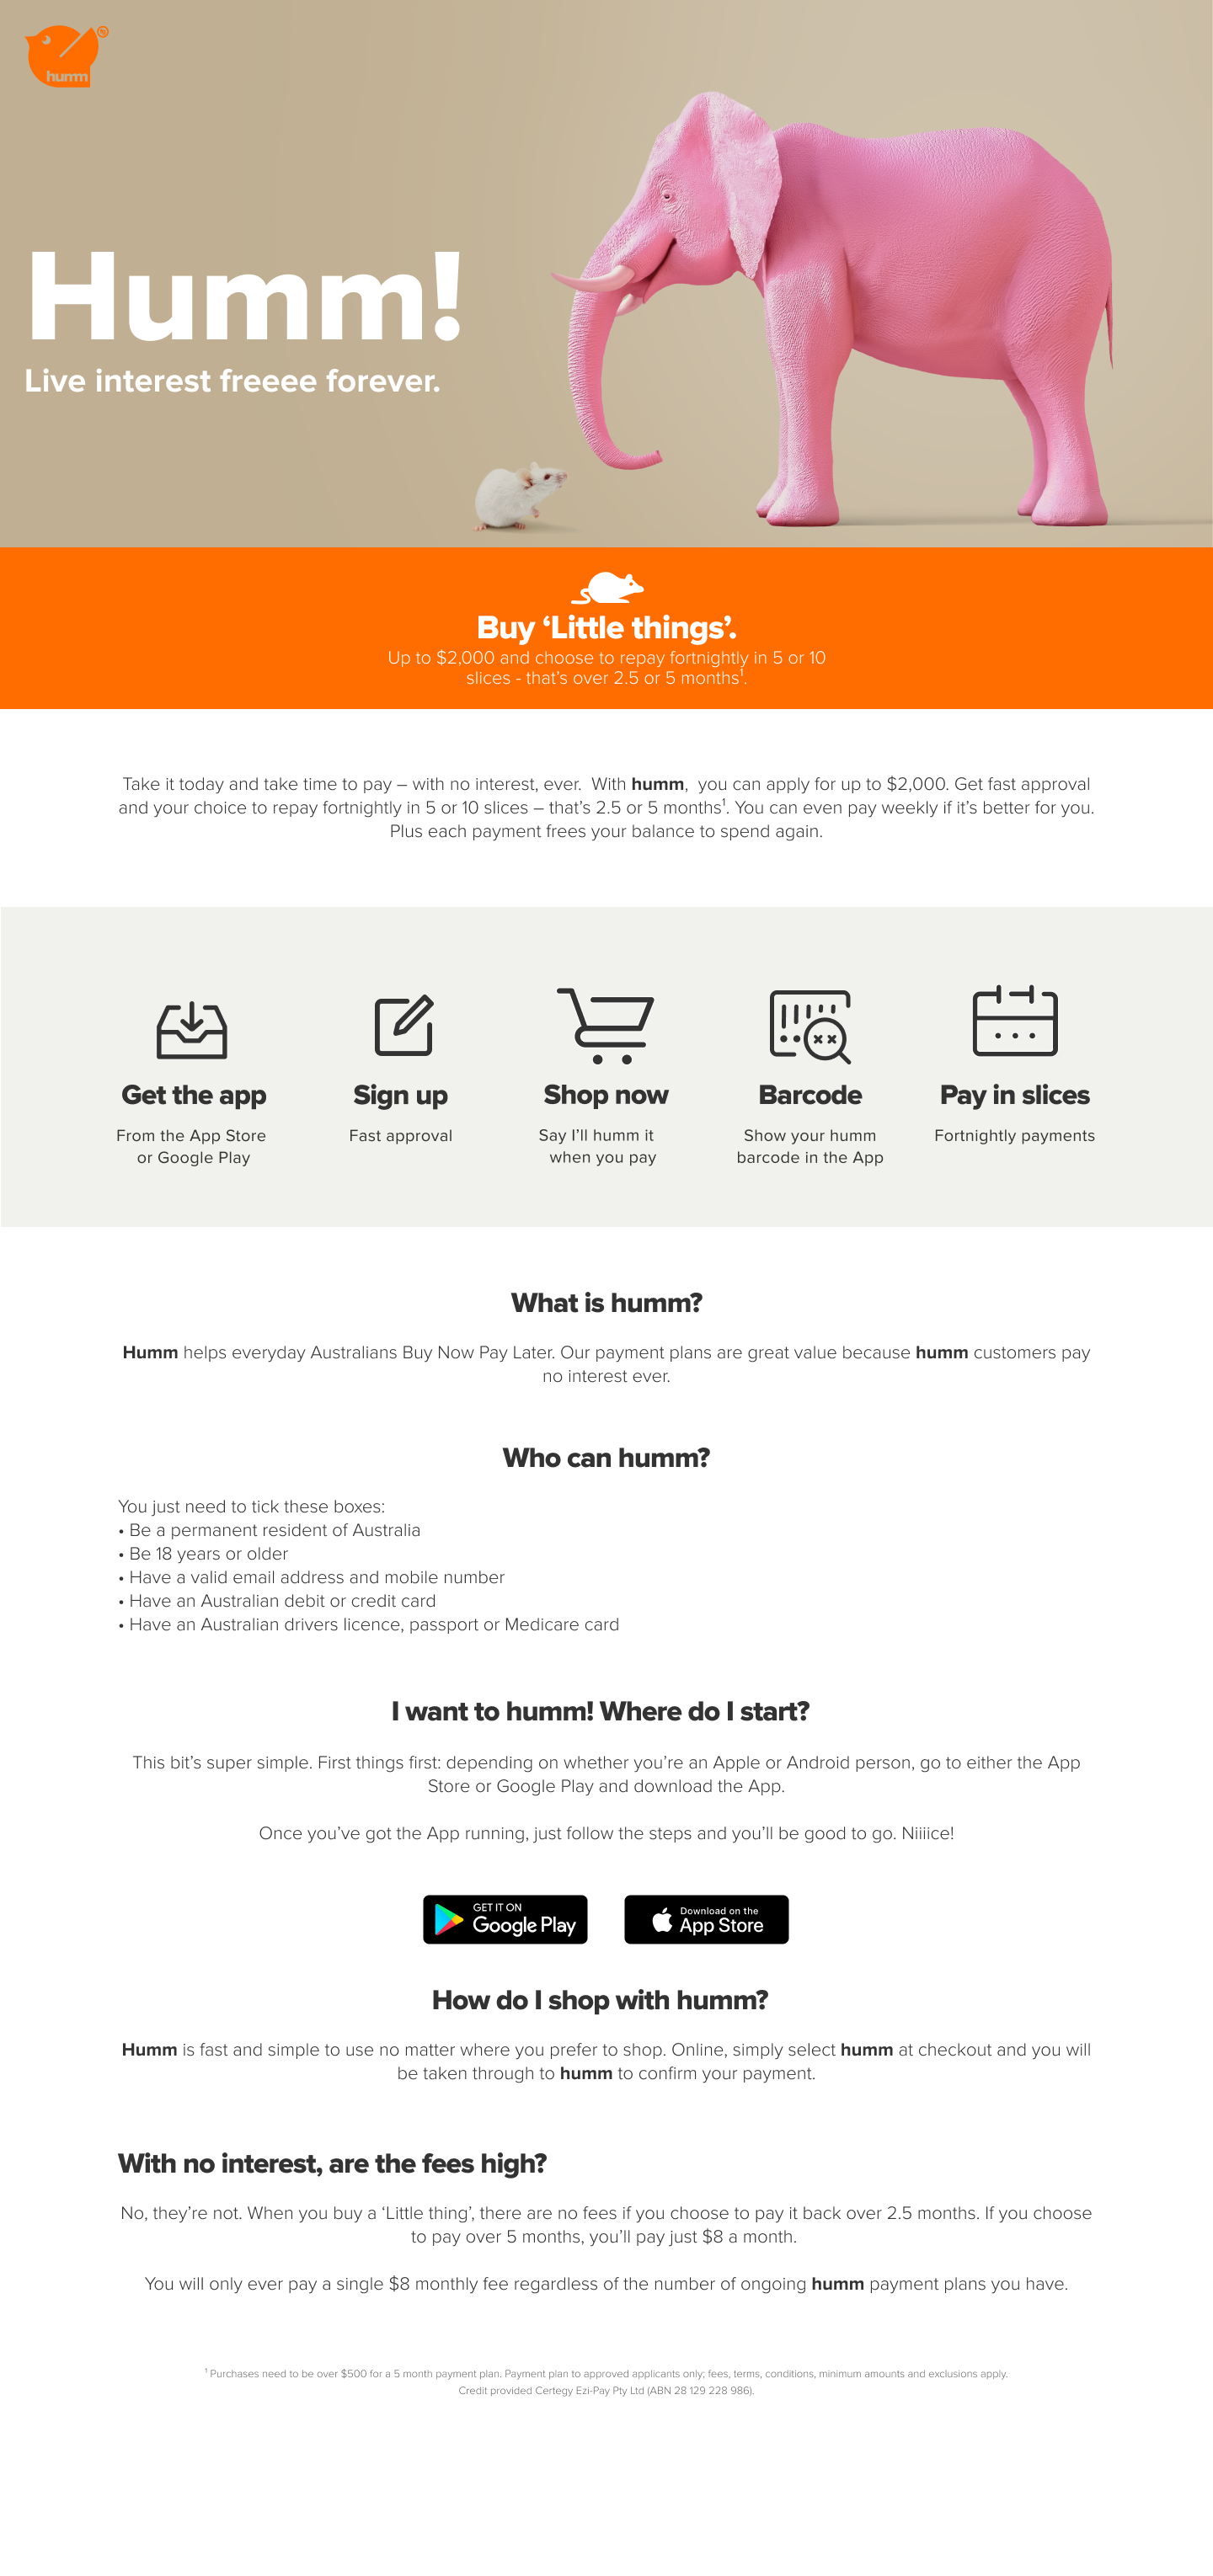 humm
Humm!
Live interest freeee forever.
Buy ‘Little things’.
Up to $2,000 and choose to repay fortnightly in 5 or 10
slices - that’s over 2.5 or 5 months¹.
Take it today and take time to pay – with no interest, ever. With humm, you can apply for up to $2,000. Get fast approval
and your choice to repay fortnightly in 5 or 10 slices – that’s 2.5 or 5 months¹. You can even pay weekly if it’s better for you.
Plus each payment frees your balance to spend again.
Get the app
From the App Store
or Google Play
Sign up
Fast approval
Shop now
Say I’ll humm it
when you pay
Barcode
Show your humm
barcode in the App
Pay in slices
Fortnightly payments
What is humm?
Humm helps everyday Australians Buy Now Pay Later. Our payment plans are great value because humm customers pay
no interest ever.
Who can humm?
You just need to tick these boxes:
• Be a permanent resident of Australia
• Be 18 years or older
• Have a valid email address and mobile number
• Have an Australian debit or credit card
• Have an Australian drivers licence, passport or Medicare card
I want to humm! Where do I start?
This bit’s super simple. First things first: depending on whether you’re an Apple or Android person, go to either the App
Store or Google Play and download the App.
Once you’ve got the App running, just follow the steps and you’ll be good to go. Niiiice!
GET IT ON
Google Play
Download on the
App Store
How do I shop with humm?
Humm is fast and simple to use no matter where you prefer to shop. Online, simply select humm at checkout and you will
be taken through to humm to confirm your payment.
With no interest, are the fees high?
No, they’re not. When you buy a ‘Little thing’, there are no fees if you choose to pay it back over 2.5 months. If you choose
to pay over 5 months, you’ll pay just $8 a month.
You will only ever pay a single $8 monthly fee regardless of the number of ongoing humm payment plans you have.
¹ Purchases need to be over $500 for a 5 month payment plan. Payment plan to approved applicants only; fees, terms, conditions, minimum amounts and exclusions apply.
Credit provided Certegy Ezi-Pay Pty Ltd (ABN 28 129 228 986).